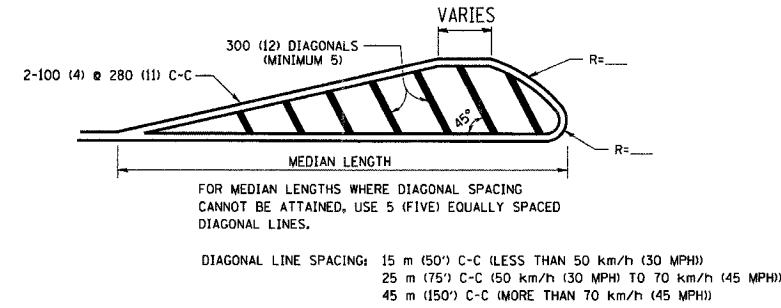 VARIES
300 (12) DIAGONALS
(MINIMUM 5)
2-100 (4) @ 280 (11) C-C
R=___
45°
R=___
MEDIAN LENGTH
FOR MEDIAN LENGTHS WHERE DIAGONAL SPACING
CANNOT BE ATTAINED, USE 5 (FIVE) EQUALLY SPACED
DIAGONAL LINES.
DIAGONAL LINE SPACING: 15 m (50') C-C (LESS THAN 50 km/h (30 MPH))
25 m (75') C-C (50 km/h (30 MPH) TO 70 km/h (45 MPH))
45 m (150') C-C (MORE THAN 70 km/h (45 MPH))